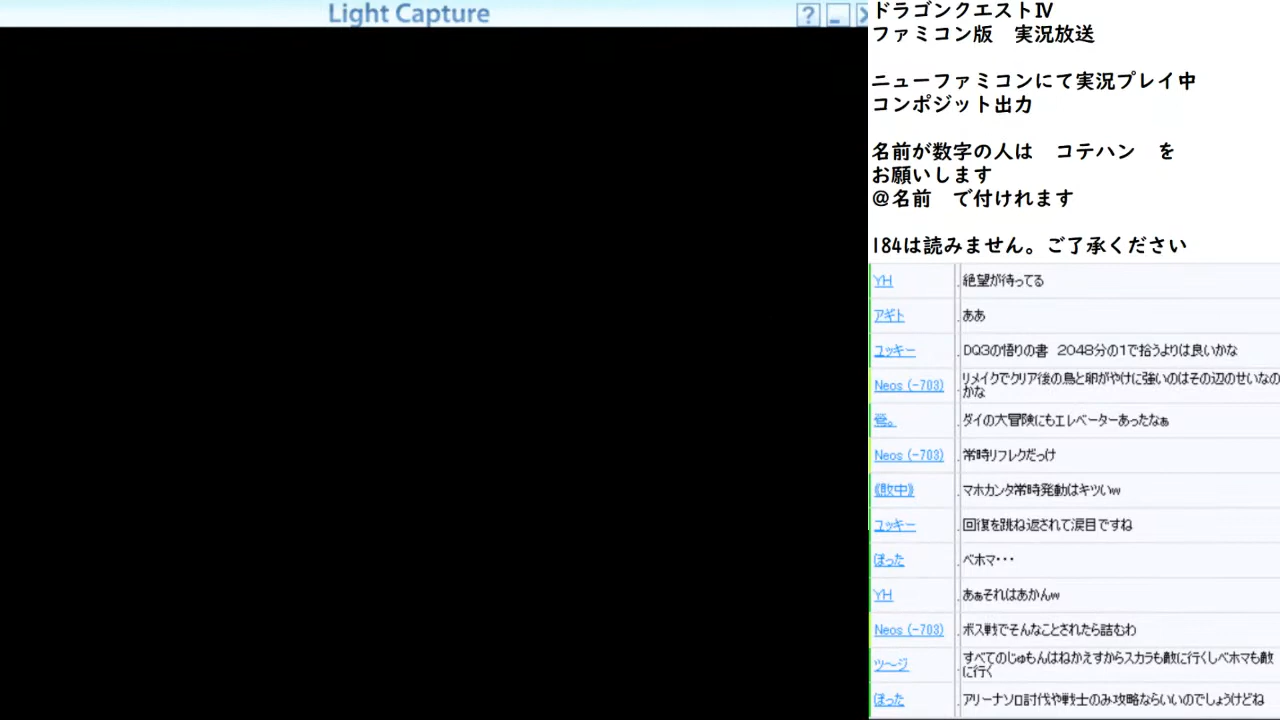 Light Capture
ドラゴンクエストⅣ
ファミコン版 実況放送
ニューファミコンにて実況プレイ中
コンポジット出力
名前が数字の人は コテハン を
お願いします
＠名前 で付けれます
184は読みません。ご了承ください
YH 絶望が待ってる
アギト ああ
ユッキー DQ3の悟りの書 2048分の1で拾うよりは良いかな
Neos (-703) リメイクでクリア後の鳥と卵がやけに強いのはその辺のせいなの
かな
ダイの大冒険にもエレベーターあったなぁ
Neos (-703) 常時リフレクだっけ
《敗中》 マホカンタ常時発動はキツいw
ユッキー 回復を跳ね返されて涙目ですね
ぽった ベホマ・・・
YH あぁそれはあかんw
Neos (-703) ボス戦でそんなことされたら詰むわ
ツ～ジ すべてのじゅもんはねかえすからスカラも敵に行くしベホマも敵
に行く
ぽった アリーナソロ討伐や戦士のみ攻略ならいいのでしょうけどね